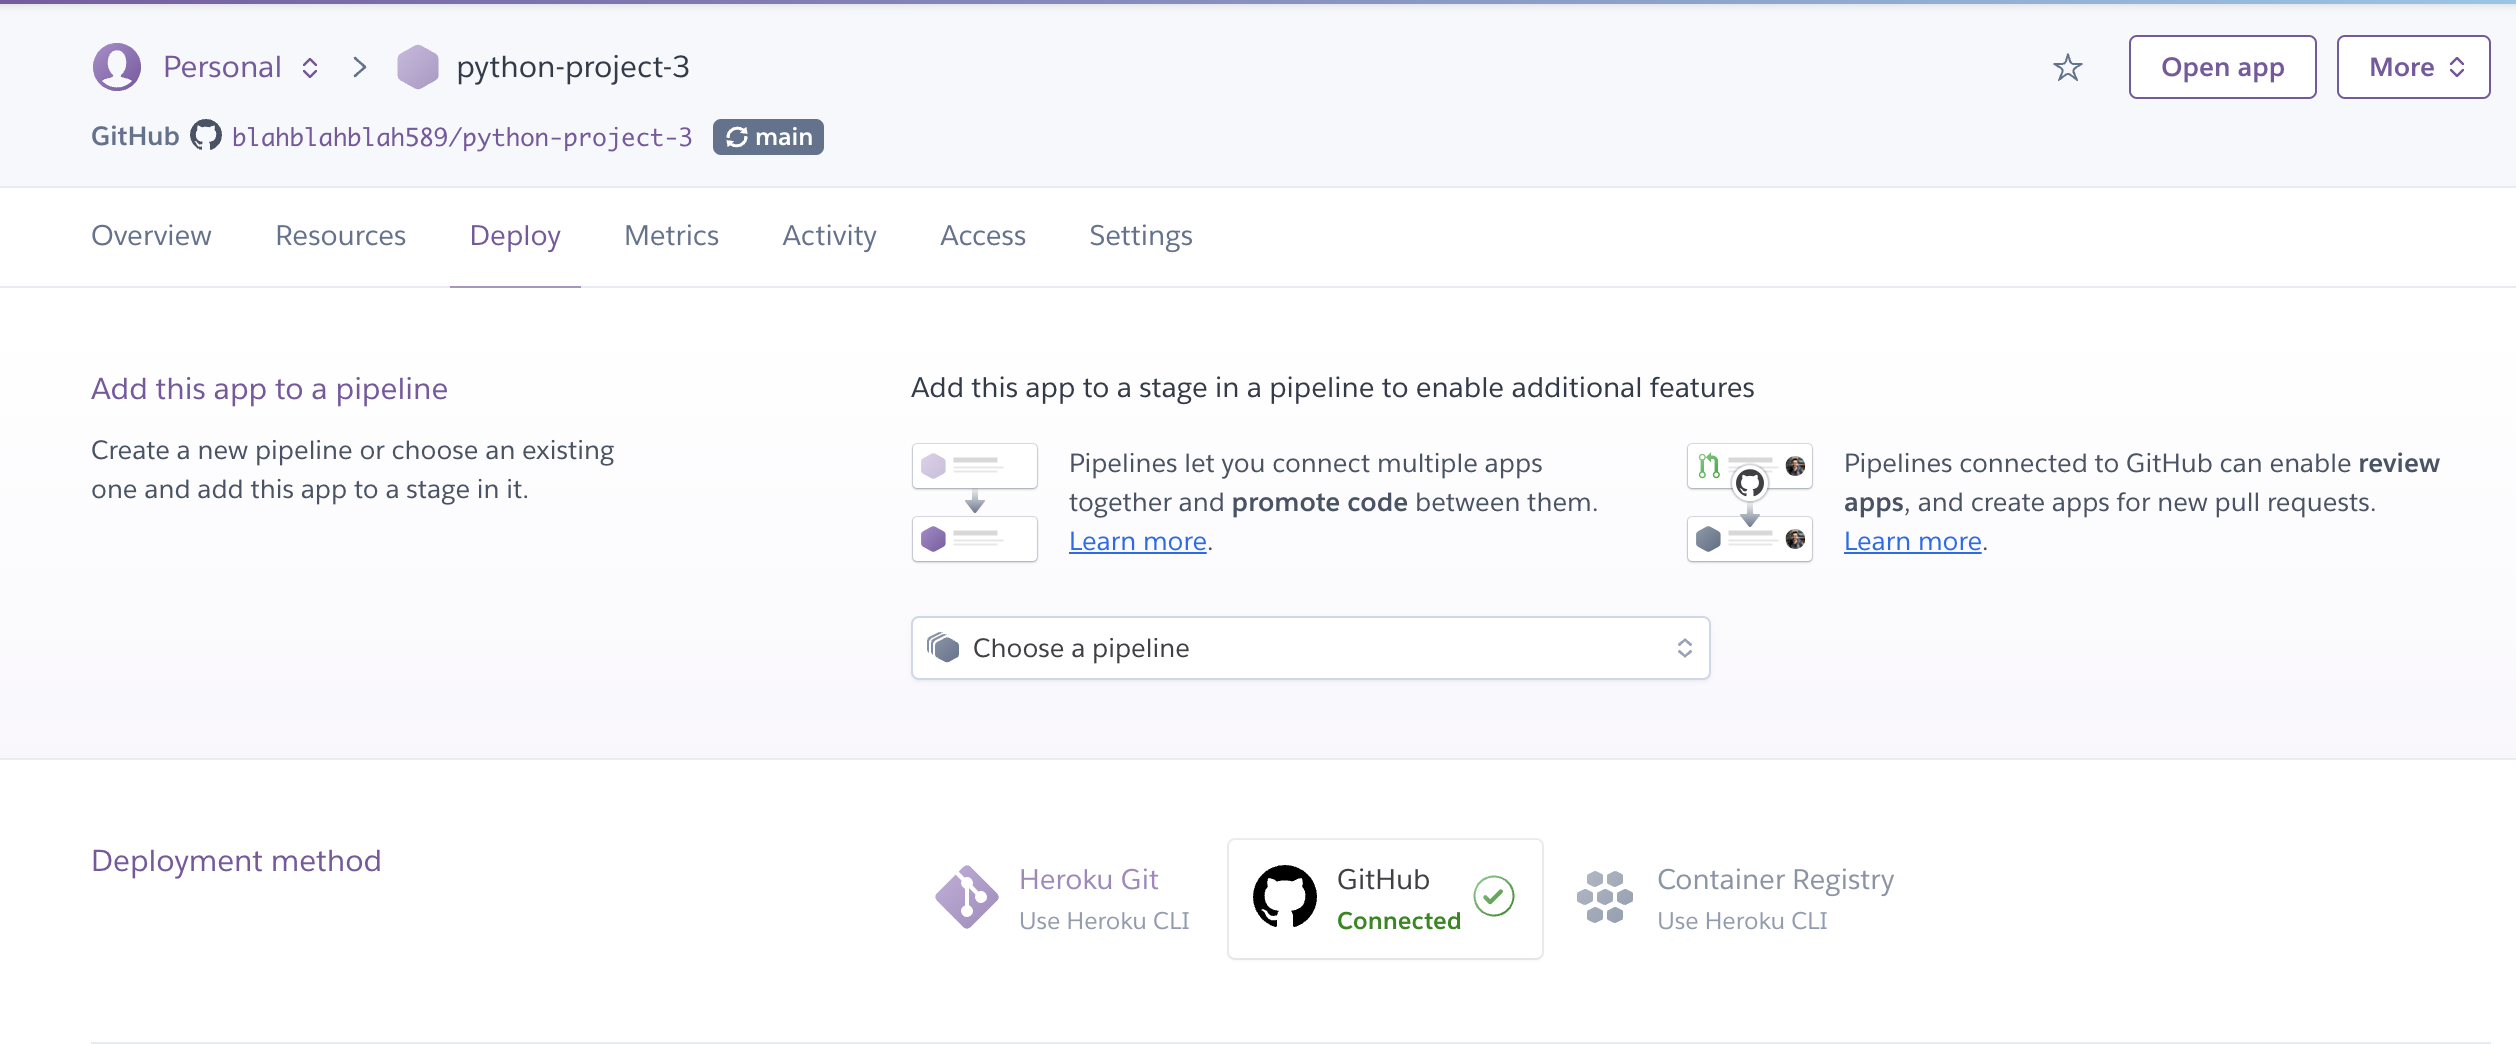 Personal
python-project-3
Open app
More
GitHub blahblahblah589/python-project-3 main
Overview
Resources
Deploy
Metrics
Activity
Access
Settings
Add this app to a pipeline
Create a new pipeline or choose an existing
one and add this app to a stage in it.
Add this app to a stage in a pipeline to enable additional features
Pipelines let you connect multiple apps
together and promote code between them.
Learn more.
Pipelines connected to GitHub can enable review
apps, and create apps for new pull requests.
Learn more.
Choose a pipeline
Deployment method
Heroku Git
Use Heroku CLI
GitHub
Connected
Container Registry
Use Heroku CLI